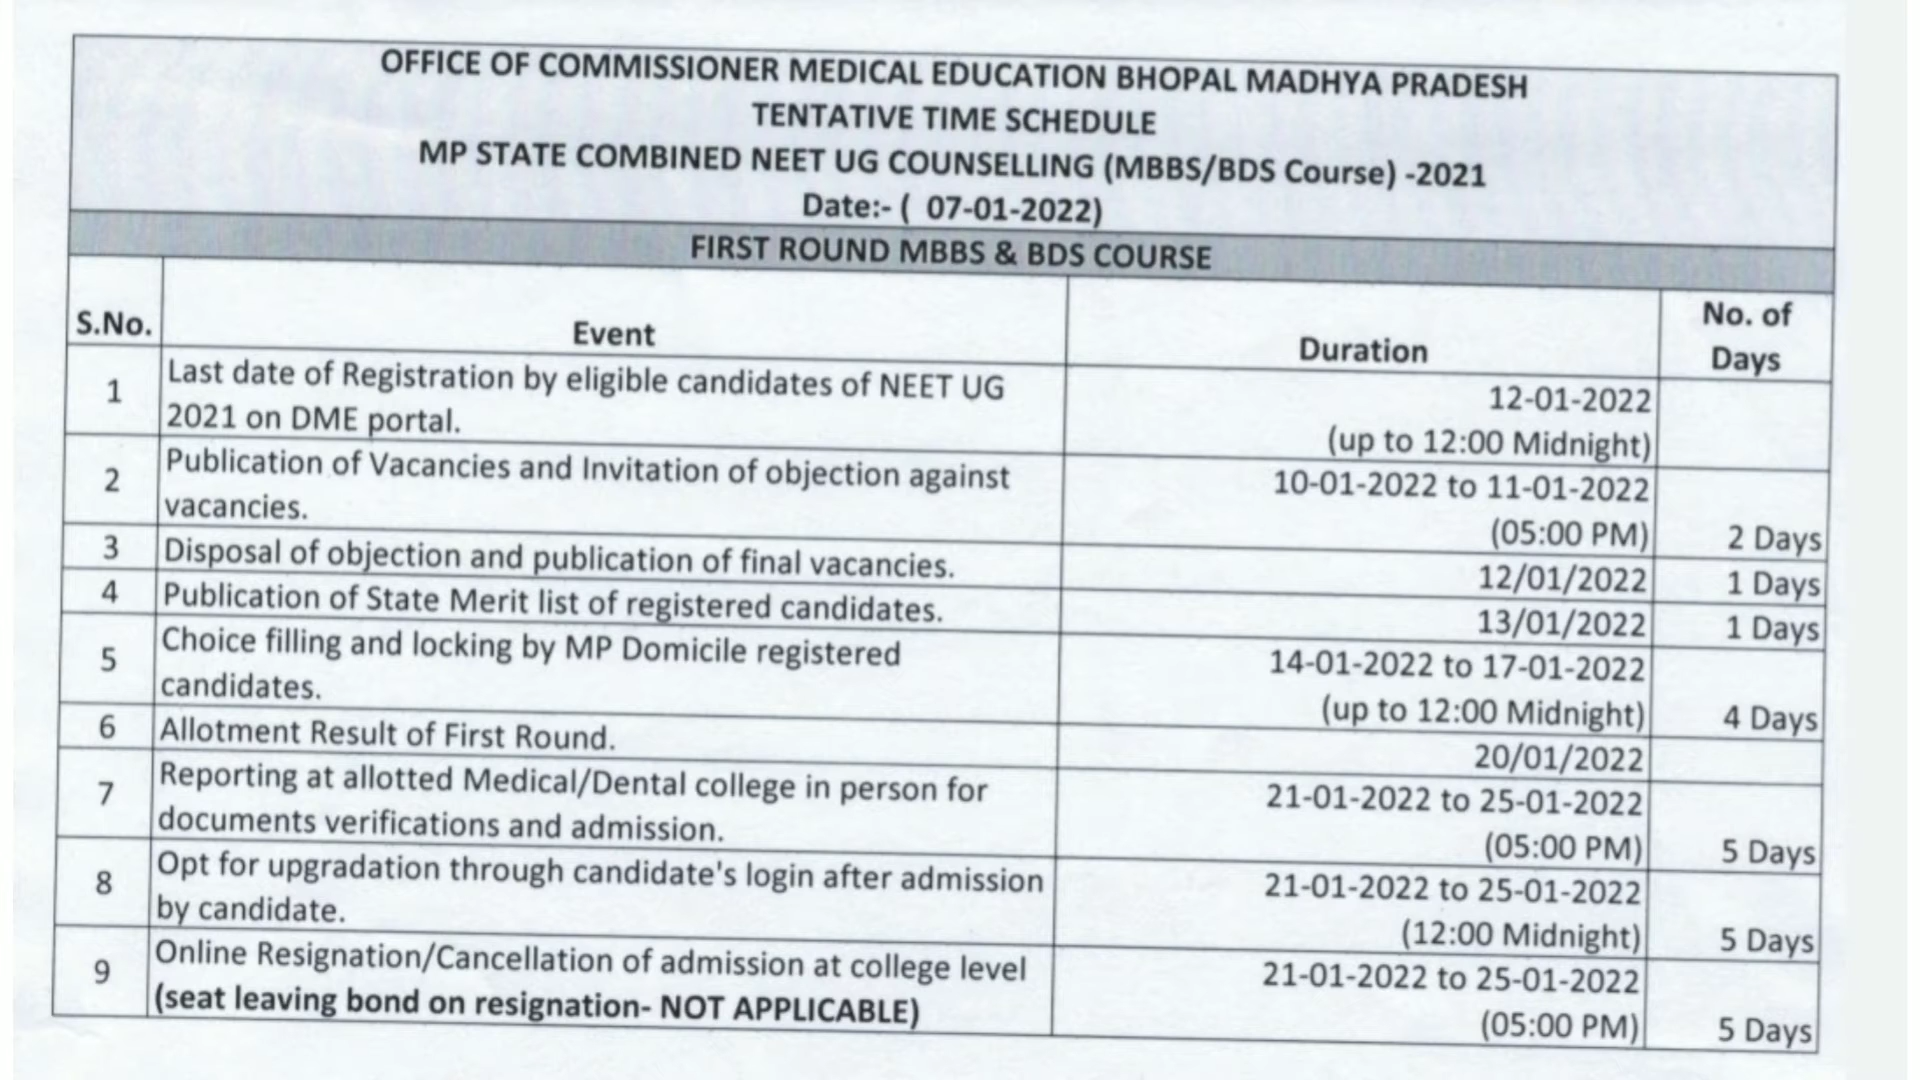 OFFICE OF COMMISSIONER MEDICAL EDUCATION BHOPAL MADHYA PRADESH
TENTATIVE TIME SCHEDULE
MP STATE COMBINED NEET UG COUNSELLING (MBBS/BDS Course) -2021
Date:- ( 07-01-2022)
FIRST ROUND MBBS & BDS COURSE
S.No. Event Duration No. of Days
1 Last date of Registration by eligible candidates of NEET UG 12-01-2022
2021 on DME portal. (up to 12:00 Midnight)
2 Publication of Vacancies and Invitation of objection against 10-01-2022 to 11-01-2022
vacancies. (05:00 PM) 2 Days
3 Disposal of objection and publication of final vacancies. 12/01/2022 1 Days
4 Publication of State Merit list of registered candidates. 13/01/2022 1 Days
5 Choice filling and locking by MP Domicile registered 14-01-2022 to 17-01-2022
candidates. (up to 12:00 Midnight) 4 Days
6 Allotment Result of First Round. 20/01/2022
7 Reporting at allotted Medical/Dental college in person for 21-01-2022 to 25-01-2022
documents verifications and admission. (05:00 PM) 5 Days
8 Opt for upgradation through candidate's login after admission 21-01-2022 to 25-01-2022
by candidate. (12:00 Midnight) 5 Days
9 Online Resignation/Cancellation of admission at college level 21-01-2022 to 25-01-2022
(seat leaving bond on resignation- NOT APPLICABLE) (05:00 PM) 5 Days